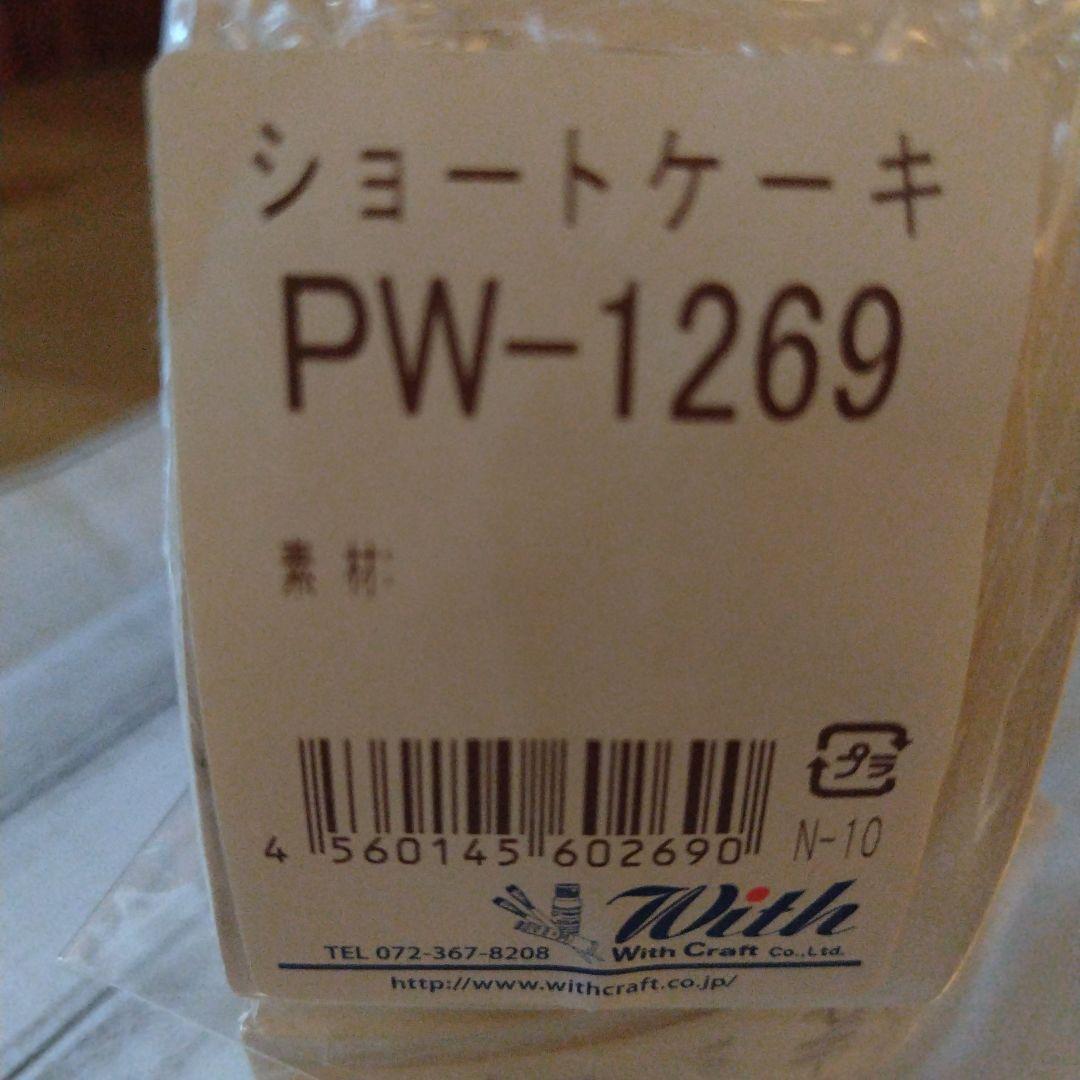 ショートケーキ
PW-1269
素材:
プラ
4 560145 602690
N-10
With
TEL 072-367-8208
With Craft Co.,Ltd.
http://www.withcraft.co.jp/